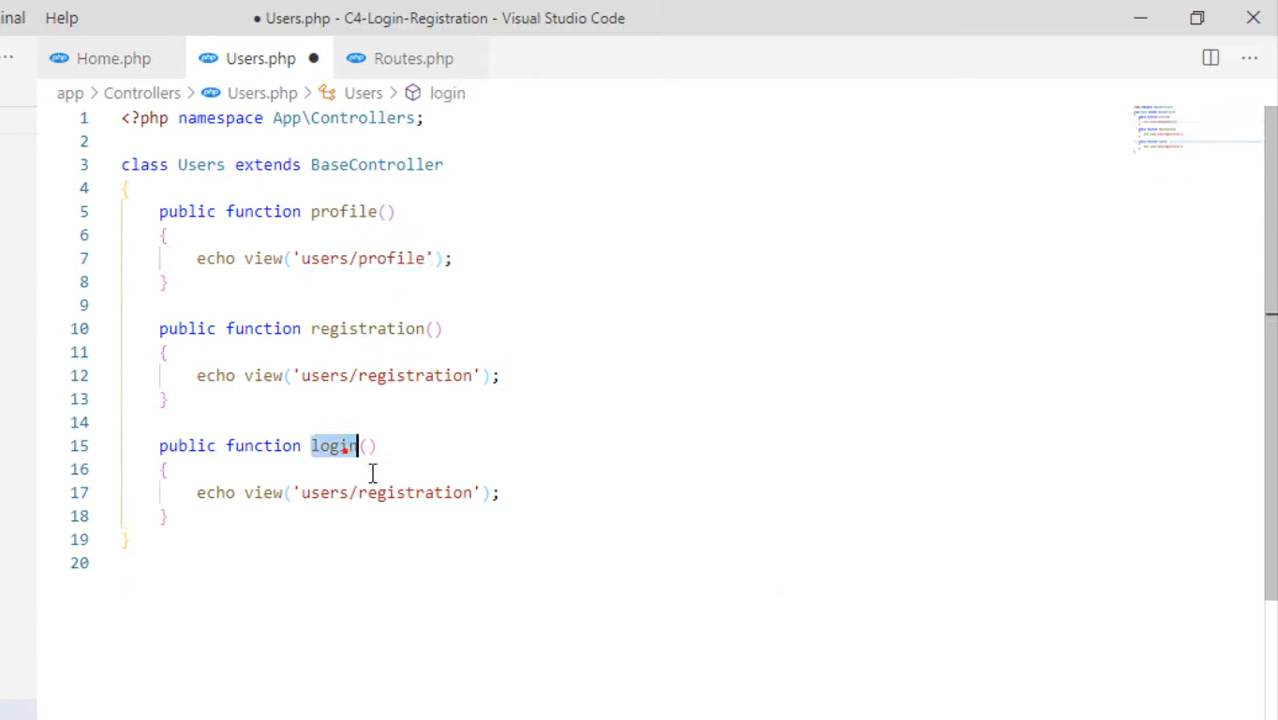 inal Help ● Users.php - C4-Login-Registration - Visual Studio Code
... Home.php Users.php ● Routes.php ...
app > Controllers > Users.php > Users > login
1 <?php namespace App\Controllers;
2
3 class Users extends BaseController
4 {
5 public function profile()
6 {
7 echo view('users/profile');
8 }
9
10 public function registration()
11 {
12 echo view('users/registration');
13 }
14
15 public function login()
16 {
17 echo view('users/registration');
18 }
19 }
20